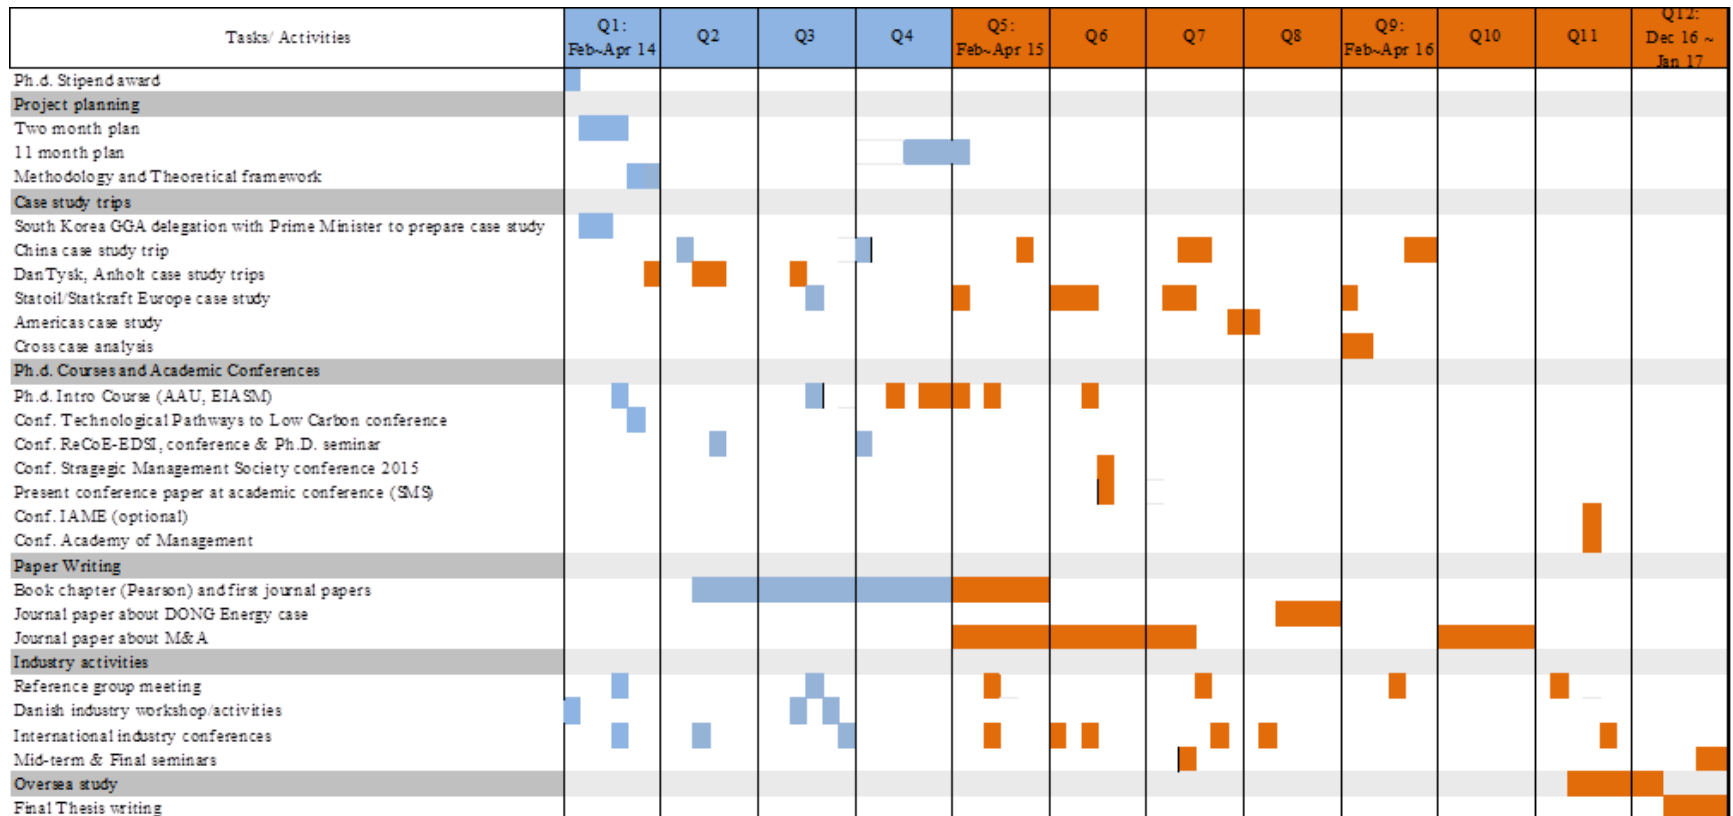 Tasks/ Activities
Q1:
Feb~Apr 14
Q2
Q3
Q4
Q5:
Feb~Apr 15
Q6
Q7
Q8
Q9:
Feb~Apr 16
Q10
Q11
Q12:
Dec 16 ~
Jan 17
Ph.d. Stipend award
Project planning
Two month plan
11 month plan
Methodology and Theoretical framework
Case study trips
South Korea GGA delegation with Prime Minister to prepare case study
China case study trip
DanTysk, Anholt case study trips
Statoil/Statkraft Europe case study
Americas case study
Cross case analysis
Ph.d. Courses and Academic Conferences
Ph.d. Intro Course (AAU, EIASM)
Conf. Technological Pathways to Low Carbon conference
Conf. ReCoE-EDSI, conference & Ph.D. seminar
Conf. Stragegic Management Society conference 2015
Present conference paper at academic conference (SMS)
Conf. IAME (optional)
Conf. Academy of Management
Paper Writing
Book chapter (Pearson) and first journal papers
Journal paper about DONG Energy case
Journal paper about M&A
Industry activities
Reference group meeting
Danish industry workshop/activities
International industry conferences
Mid-term & Final seminars
Oversea study
Final Thesis writing